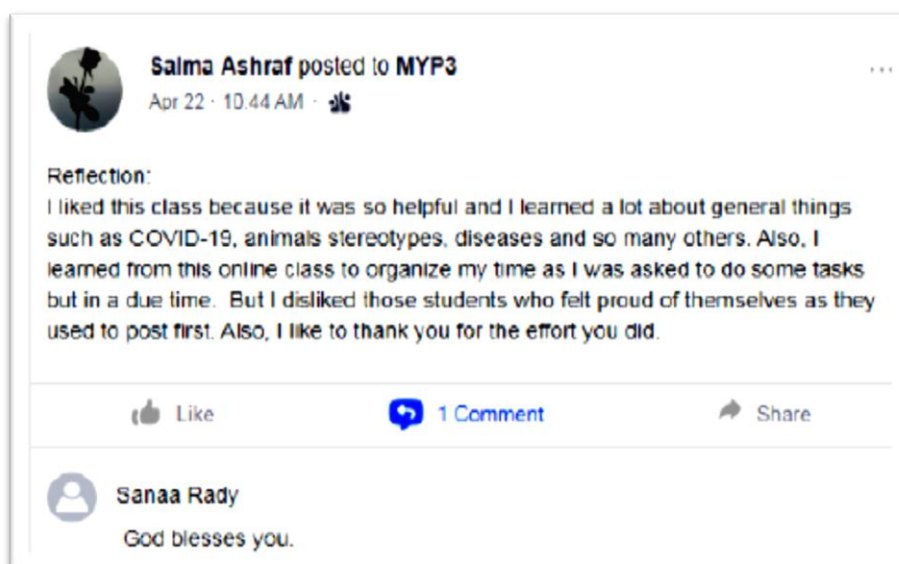 Salma Ashraf posted to MYP3
Apr 22 · 10:44 AM ·
Reflection:
I liked this class because it was so helpful and I learned a lot about general things
such as COVID-19, animals stereotypes, diseases and so many others. Also, I
learned from this online class to organize my time as I was asked to do some tasks
but in a due time.  But I disliked those students who felt proud of themselves as they
used to post first. Also, I like to thank you for the effort you did.
Like 1 Comment Share
Sanaa Rady
God blesses you.